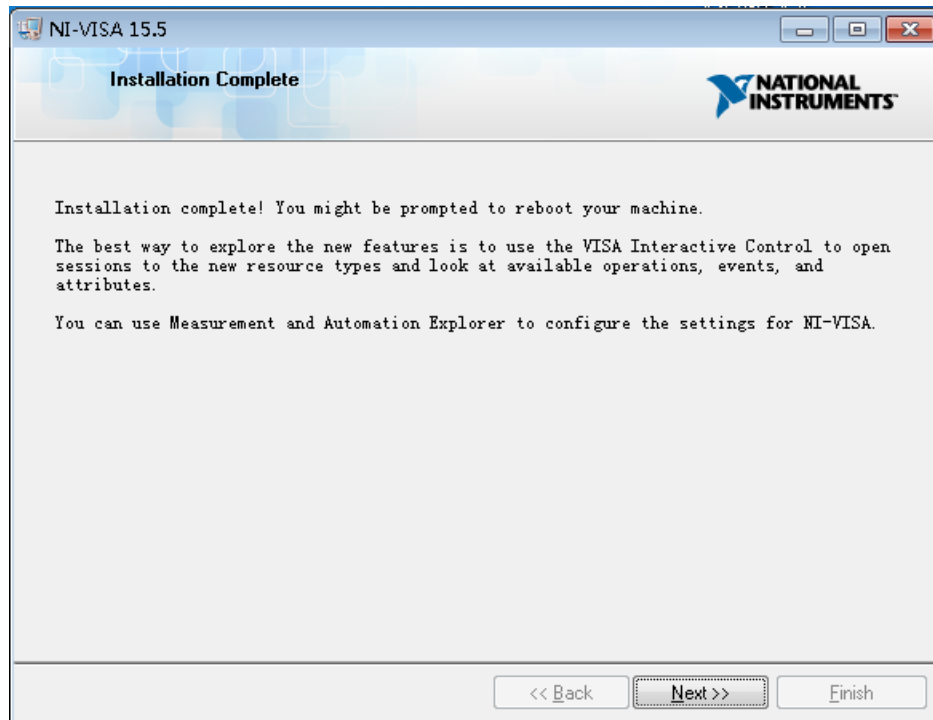 NI-VISA 15.5
Installation Complete
NATIONAL
INSTRUMENTS™
Installation complete! You might be prompted to reboot your machine.
The best way to explore the new features is to use the VISA Interactive Control to open
sessions to the new resource types and look at available operations, events, and
attributes.
You can use Measurement and Automation Explorer to configure the settings for NI-VISA.
<< Back
Next >>
Finish